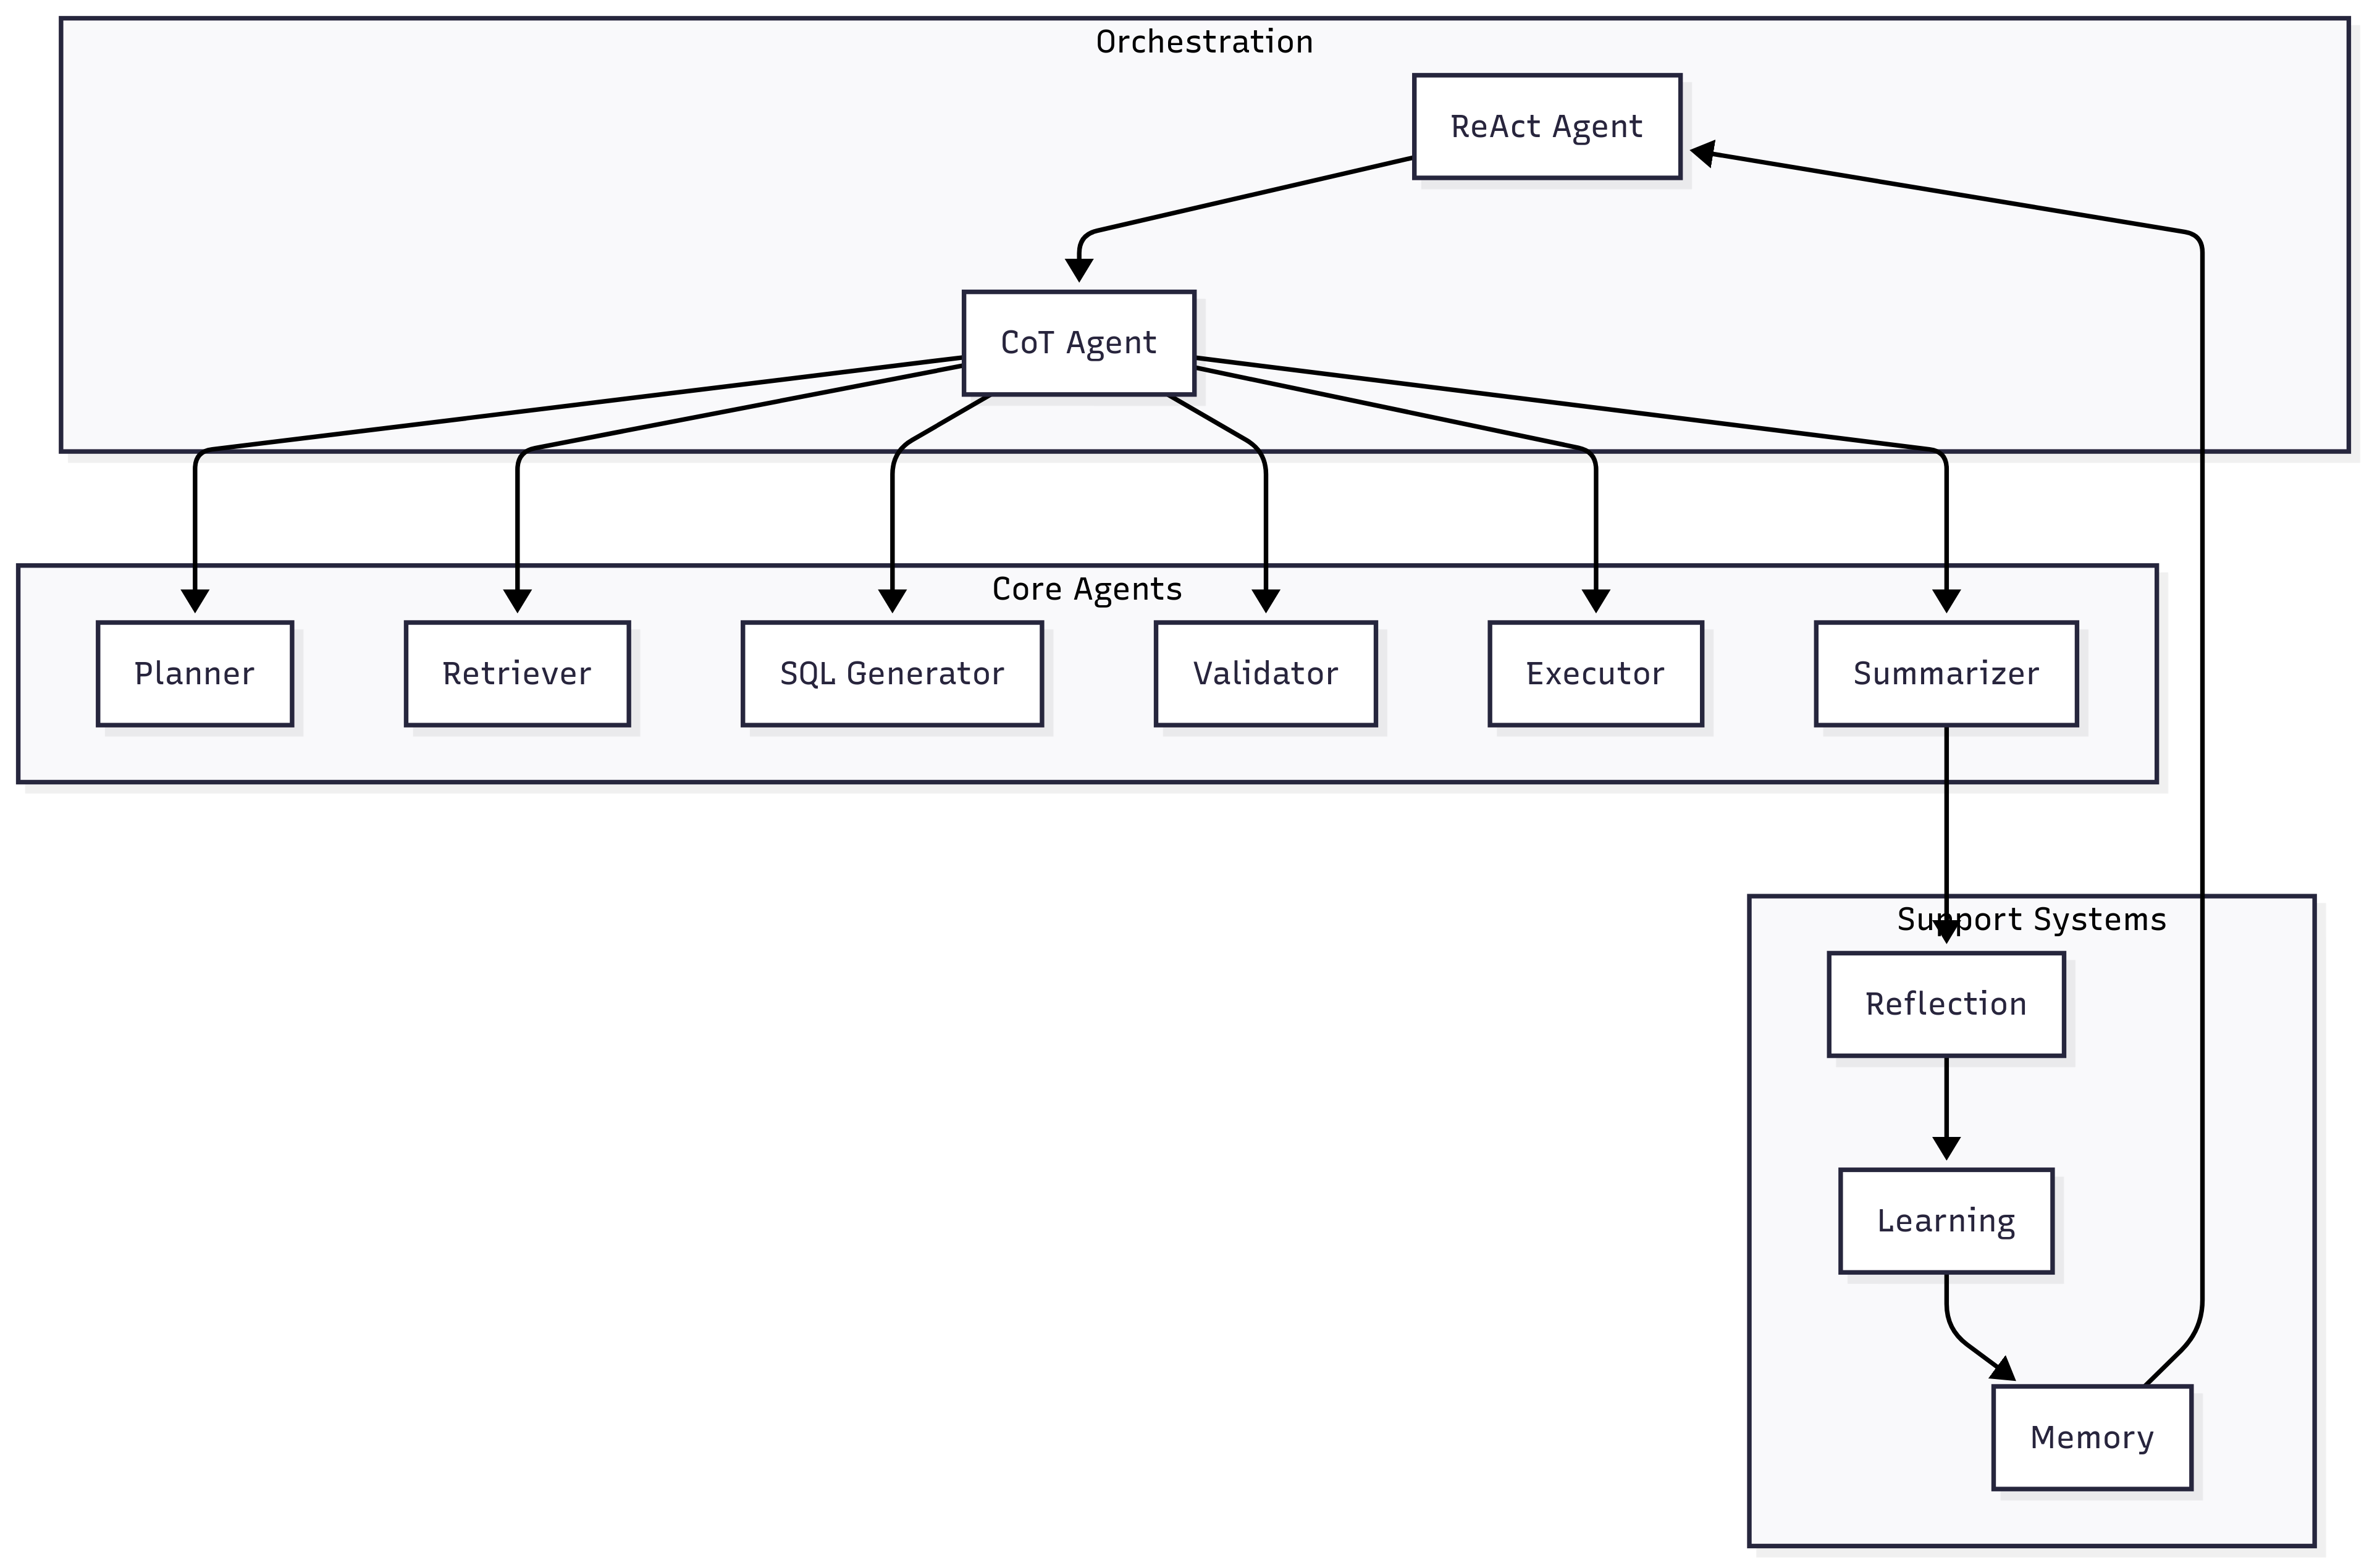 Orchestration
ReAct Agent
CoT Agent
Core Agents
Planner
Retriever
SQL Generator
Validator
Executor
Summarizer
Support Systems
Reflection
Learning
Memory